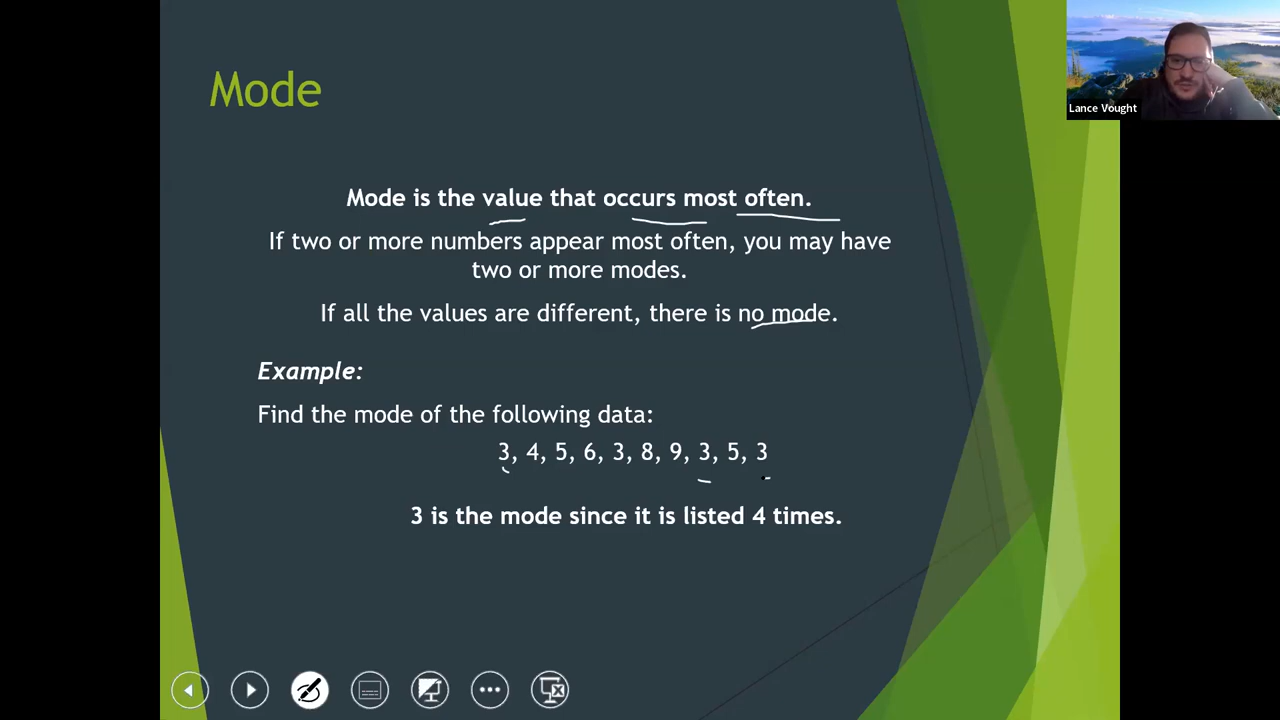 Mode
Lance Vought
Mode is the value that occurs most often.
If two or more numbers appear most often, you may have
two or more modes.
If all the values are different, there is no mode.
Example:
Find the mode of the following data:
3, 4, 5, 6, 3, 8, 9, 3, 5, 3
3 is the mode since it is listed 4 times.